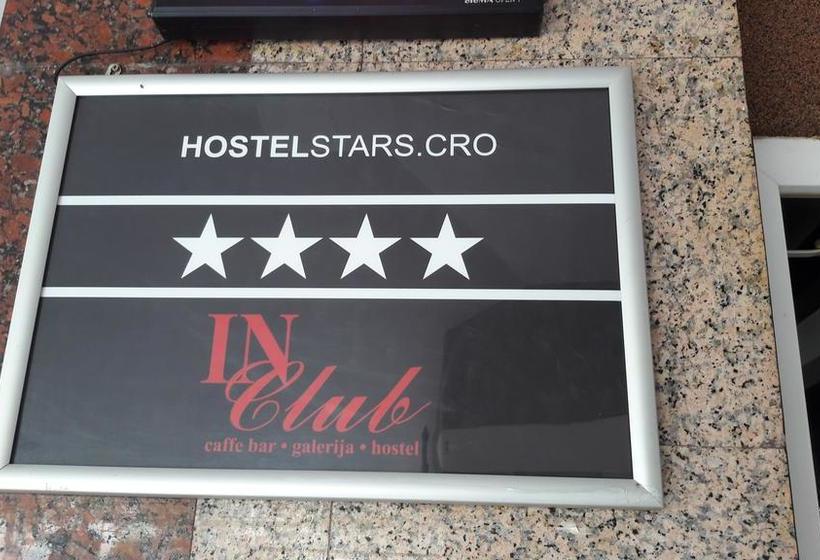 HOSTELSTARS.CRO
IN
Club
caffe bar • galerija • hostel